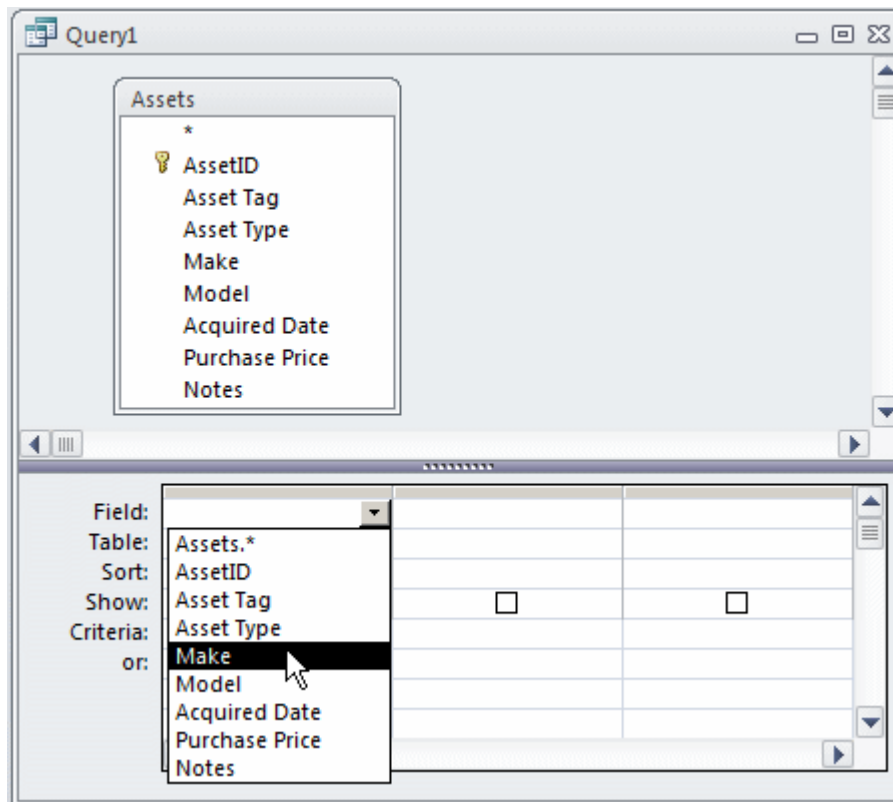 Query1
Assets
*
AssetID
Asset Tag
Asset Type
Make
Model
Acquired Date
Purchase Price
Notes
Field:
Table:
Sort:
Show:
Criteria:
or:
Assets.*
AssetID
Asset Tag
Asset Type
Make
Model
Acquired Date
Purchase Price
Notes